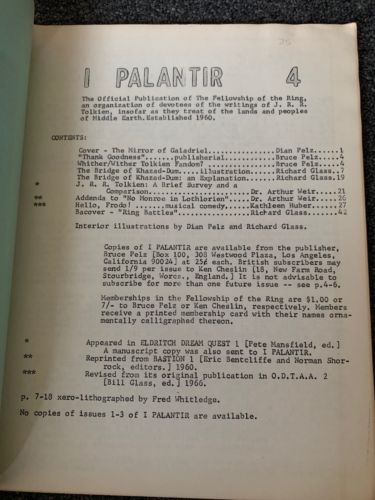 I PALANTIR 4
The Official Publication of The Fellowship of the Ring,
an organization of devotees of the writings of J. R. R.
Tolkien, insofar as they treat of the lands and peoples
of Middle Earth. Established 1960.
CONTENTS:
Cover - The Mirror of Galadriel..............Dian Pelz.....1
"Thank Goodness".......publisherial..........Bruce Pelz....4
Whither/Wither Tolkien Fandom? ..............Bruce Pelz....4
The Bridge of Khazad-Dum.....illustration....Richard Glass.7
The Bridge of Khazad-Dum: an Explanation.....Richard Glass.19
* J. R. R. Tolkien: A Brief Survey and a
Comparison...............Dr. Arthur Weir...21
** Addenda to "No Monroe in Lothlorien"....Dr. Arthur Weir...26
*** Hello, Frodo!.....musical comedy.........Kathleen Huber....27
Bacover - "Ring Battles"................Richard Glass.....42
Interior illustrations by Dian Pelz and Richard Glass.
Copies of I PALANTIR are available from the publisher,
Bruce Pelz [Box 100, 308 Westwood Plaza, Los Angeles,
California 90024] at 25¢ each. British subscribers may
send 1/9 per issue to Ken Cheslin [18, New Farm Road,
Stourbridge, Worcs., England.] It is not advisable to
subscribe for more than one future issue -- see p.4-6.
Memberships in the Fellowship of the Ring are $1.00 or
7/- to Bruce Pelz or Ken Cheslin, respectively. Members
receive a printed membership card with their names orna-
mentally calligraphed thereon.
* Appeared in ELDRITCH DREAM QUEST 1 [Pete Mansfield, ed.]
A manuscript copy was also sent to I PALANTIR.
** Reprinted from BASTION 1 [Eric Bentcliffe and Norman Shor-
rock, editors.] 1960.
*** Revised from its original publication in O.D.T.A.A. 2
[Bill Glass, ed.] 1966.
p. 7-18 xero-lithographed by Fred Whitledge.
No copies of issues 1-3 of I PALANTIR are available.